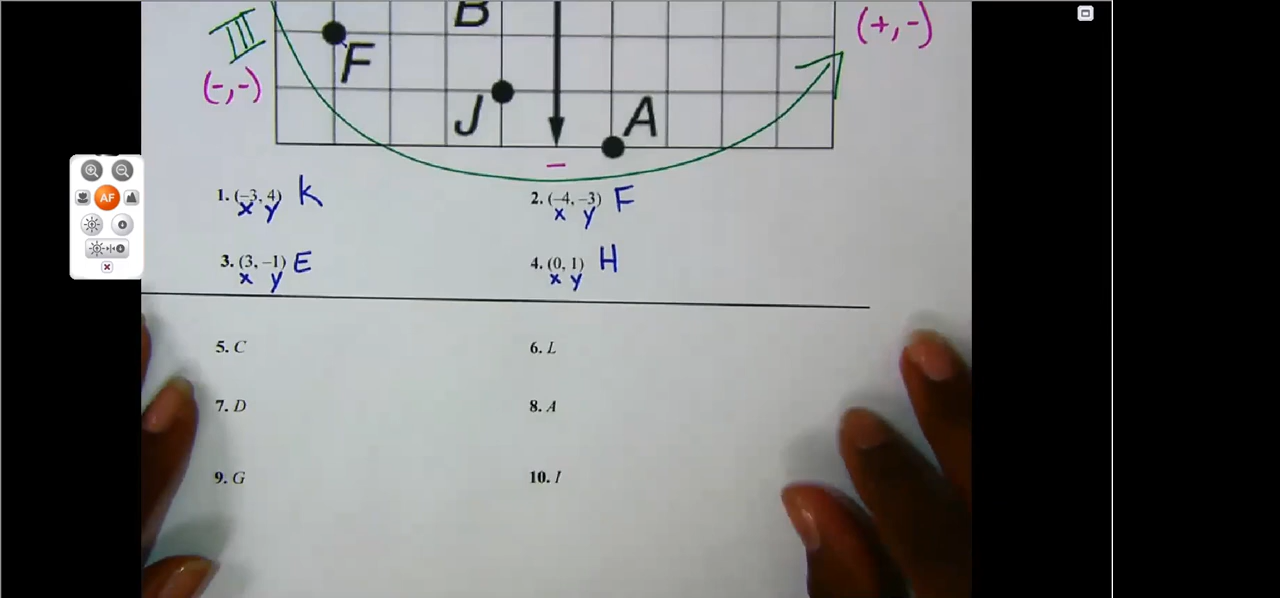 III
(-,-)
F
B
J
A
(+,-)
–
1. (–3, 4) K
x y
2. (–4, –3) F
x y
3. (3, –1) E
x y
4. (0, 1) H
x y
5. C
6. L
7. D
8. A
9. G
10. I
AF